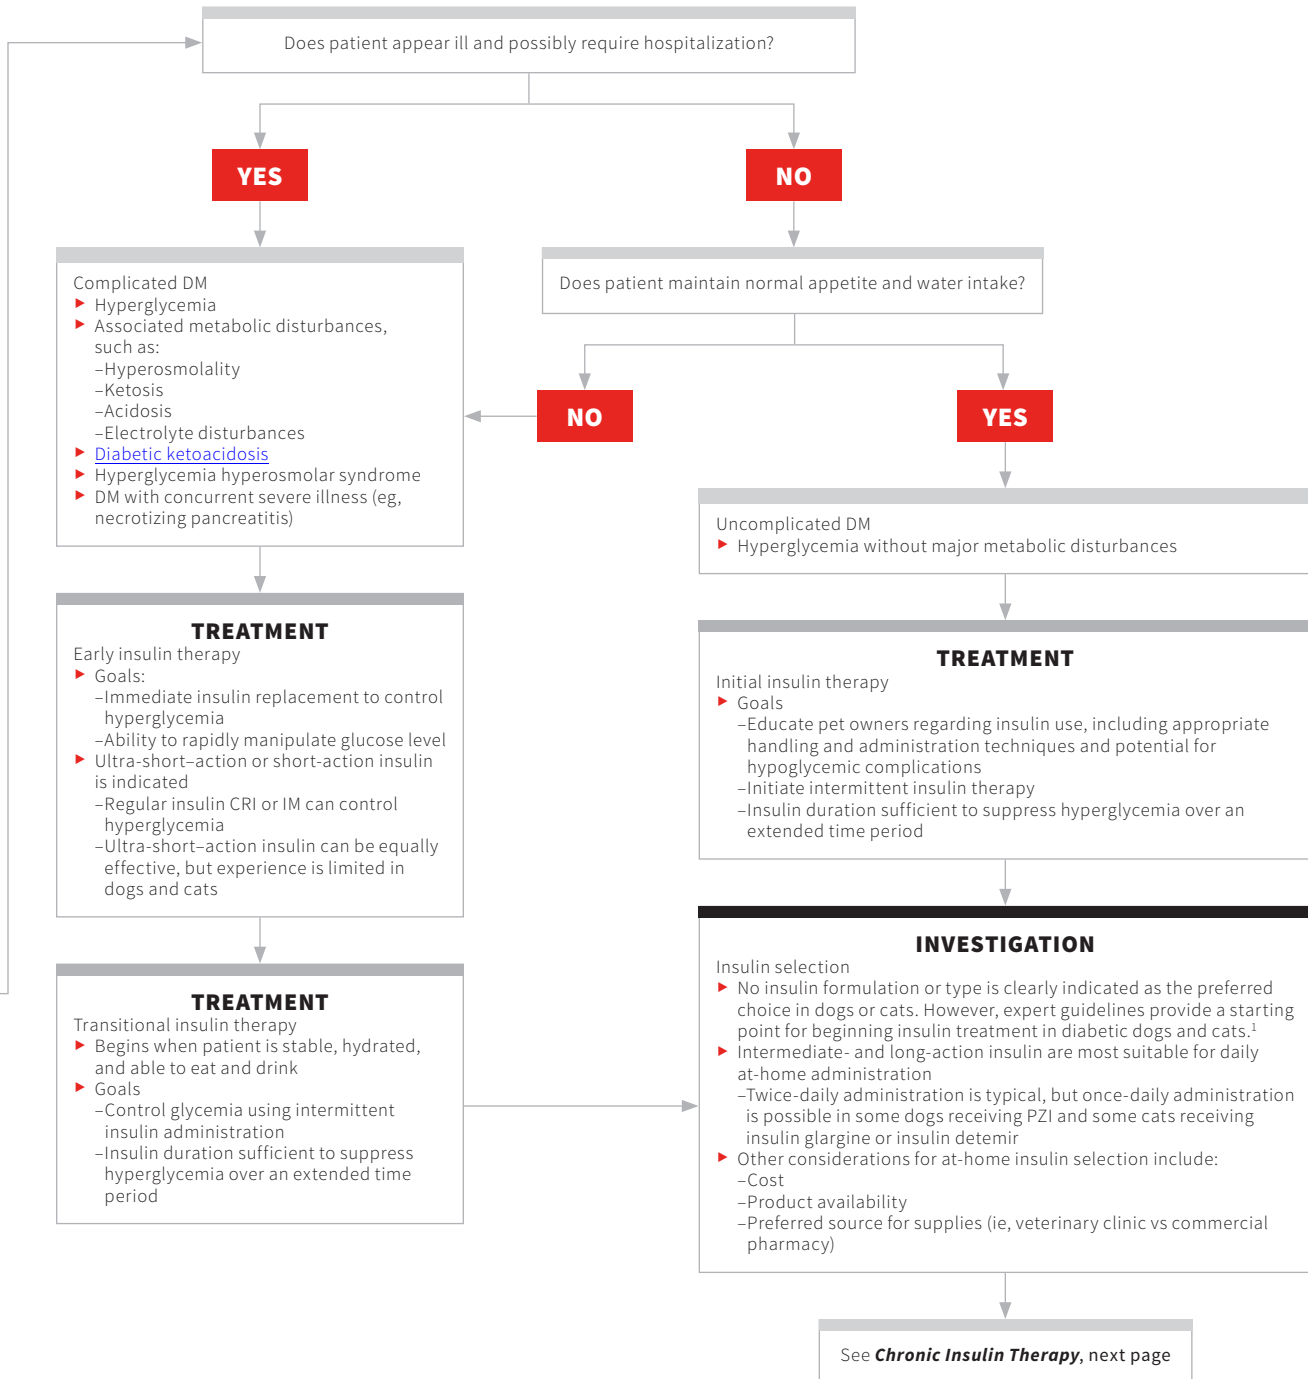 Does patient appear ill and possibly require hospitalization?
YES
NO
Complicated DM
► Hyperglycemia
► Associated metabolic disturbances,
such as:
–Hyperosmolality
–Ketosis
–Acidosis
–Electrolyte disturbances
► Diabetic ketoacidosis
► Hyperglycemia hyperosmolar syndrome
► DM with concurrent severe illness (eg,
necrotizing pancreatitis)
Does patient maintain normal appetite and water intake?
NO
YES
Uncomplicated DM
► Hyperglycemia without major metabolic disturbances
TREATMENT
Early insulin therapy
► Goals:
–Immediate insulin replacement to control
hyperglycemia
–Ability to rapidly manipulate glucose level
► Ultra-short–action or short-action insulin
is indicated
–Regular insulin CRI or IM can control
hyperglycemia
–Ultra-short–action insulin can be equally
effective, but experience is limited in
dogs and cats
TREATMENT
Initial insulin therapy
► Goals
–Educate pet owners regarding insulin use, including appropriate
handling and administration techniques and potential for
hypoglycemic complications
–Initiate intermittent insulin therapy
–Insulin duration sufficient to suppress hyperglycemia over an
extended time period
TREATMENT
Transitional insulin therapy
► Begins when patient is stable, hydrated,
and able to eat and drink
► Goals
–Control glycemia using intermittent
insulin administration
–Insulin duration sufficient to suppress
hyperglycemia over an extended time
period
INVESTIGATION
Insulin selection
► No insulin formulation or type is clearly indicated as the preferred
choice in dogs or cats. However, expert guidelines provide a starting
point for beginning insulin treatment in diabetic dogs and cats.1
► Intermediate- and long-action insulin are most suitable for daily
at-home administration
–Twice-daily administration is typical, but once-daily administration
is possible in some dogs receiving PZI and some cats receiving
insulin glargine or insulin detemir
► Other considerations for at-home insulin selection include:
–Cost
–Product availability
–Preferred source for supplies (ie, veterinary clinic vs commercial
pharmacy)
See Chronic Insulin Therapy, next page